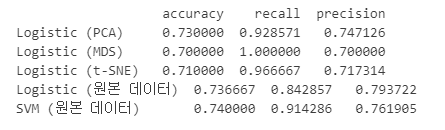 accuracy recall precision
Logistic (PCA) 0.730000 0.928571 0.747126
Logistic (MDS) 0.700000 1.000000 0.700000
Logistic (t-SNE) 0.710000 0.966667 0.717314
Logistic (원본 데이터) 0.736667 0.842857 0.793722
SVM (원본 데이터) 0.740000 0.914286 0.761905